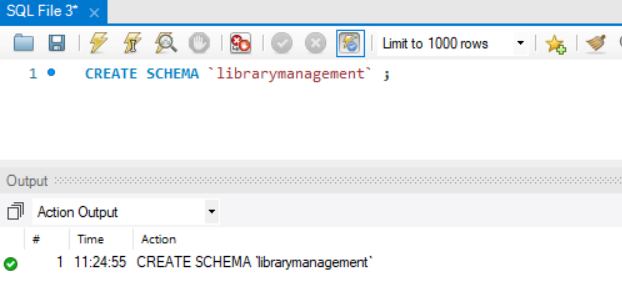 SQL File 3*
Limit to 1000 rows
1 CREATE SCHEMA `librarymanagement` ;
Output
Action Output
# Time Action
1 11:24:55 CREATE SCHEMA `librarymanagement`